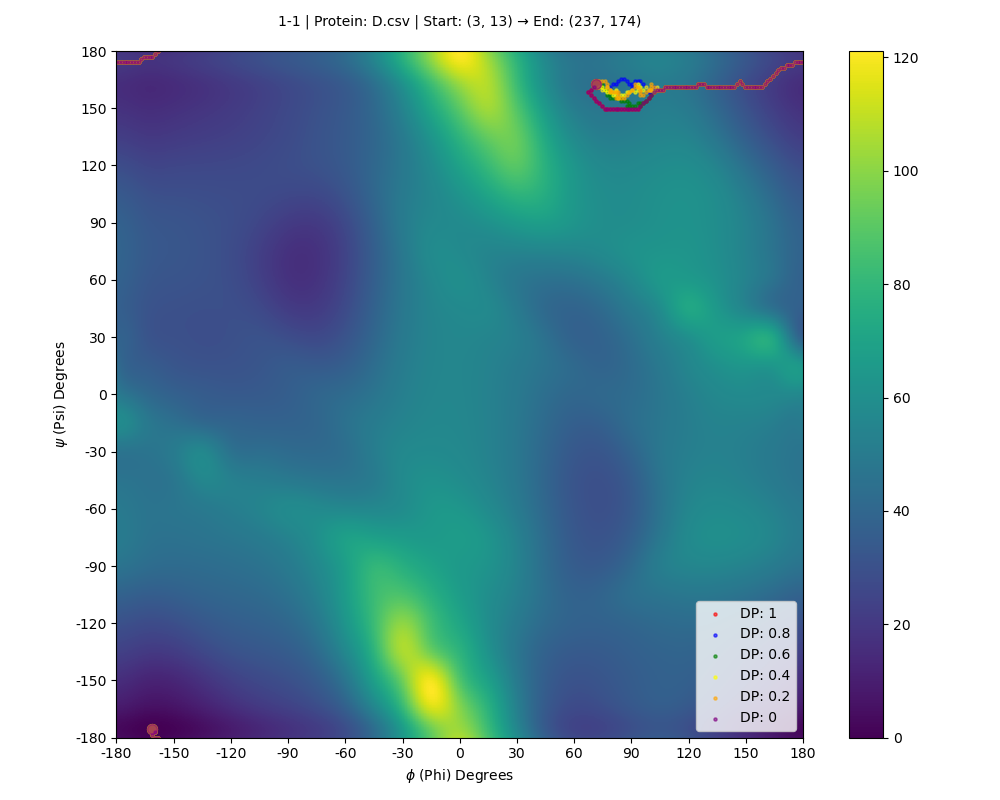 1-1 | Protein: D.csv | Start: (3, 13) → End: (237, 174)
180
150
120
90
60
30
0
-30
-60
-90
-120
-150
-180
ψ (Psi) Degrees
-180 -150 -120 -90 -60 -30 0 30 60 90 120 150 180
ϕ (Phi) Degrees
DP: 1
DP: 0.8
DP: 0.6
DP: 0.4
DP: 0.2
DP: 0
120
100
80
60
40
20
0